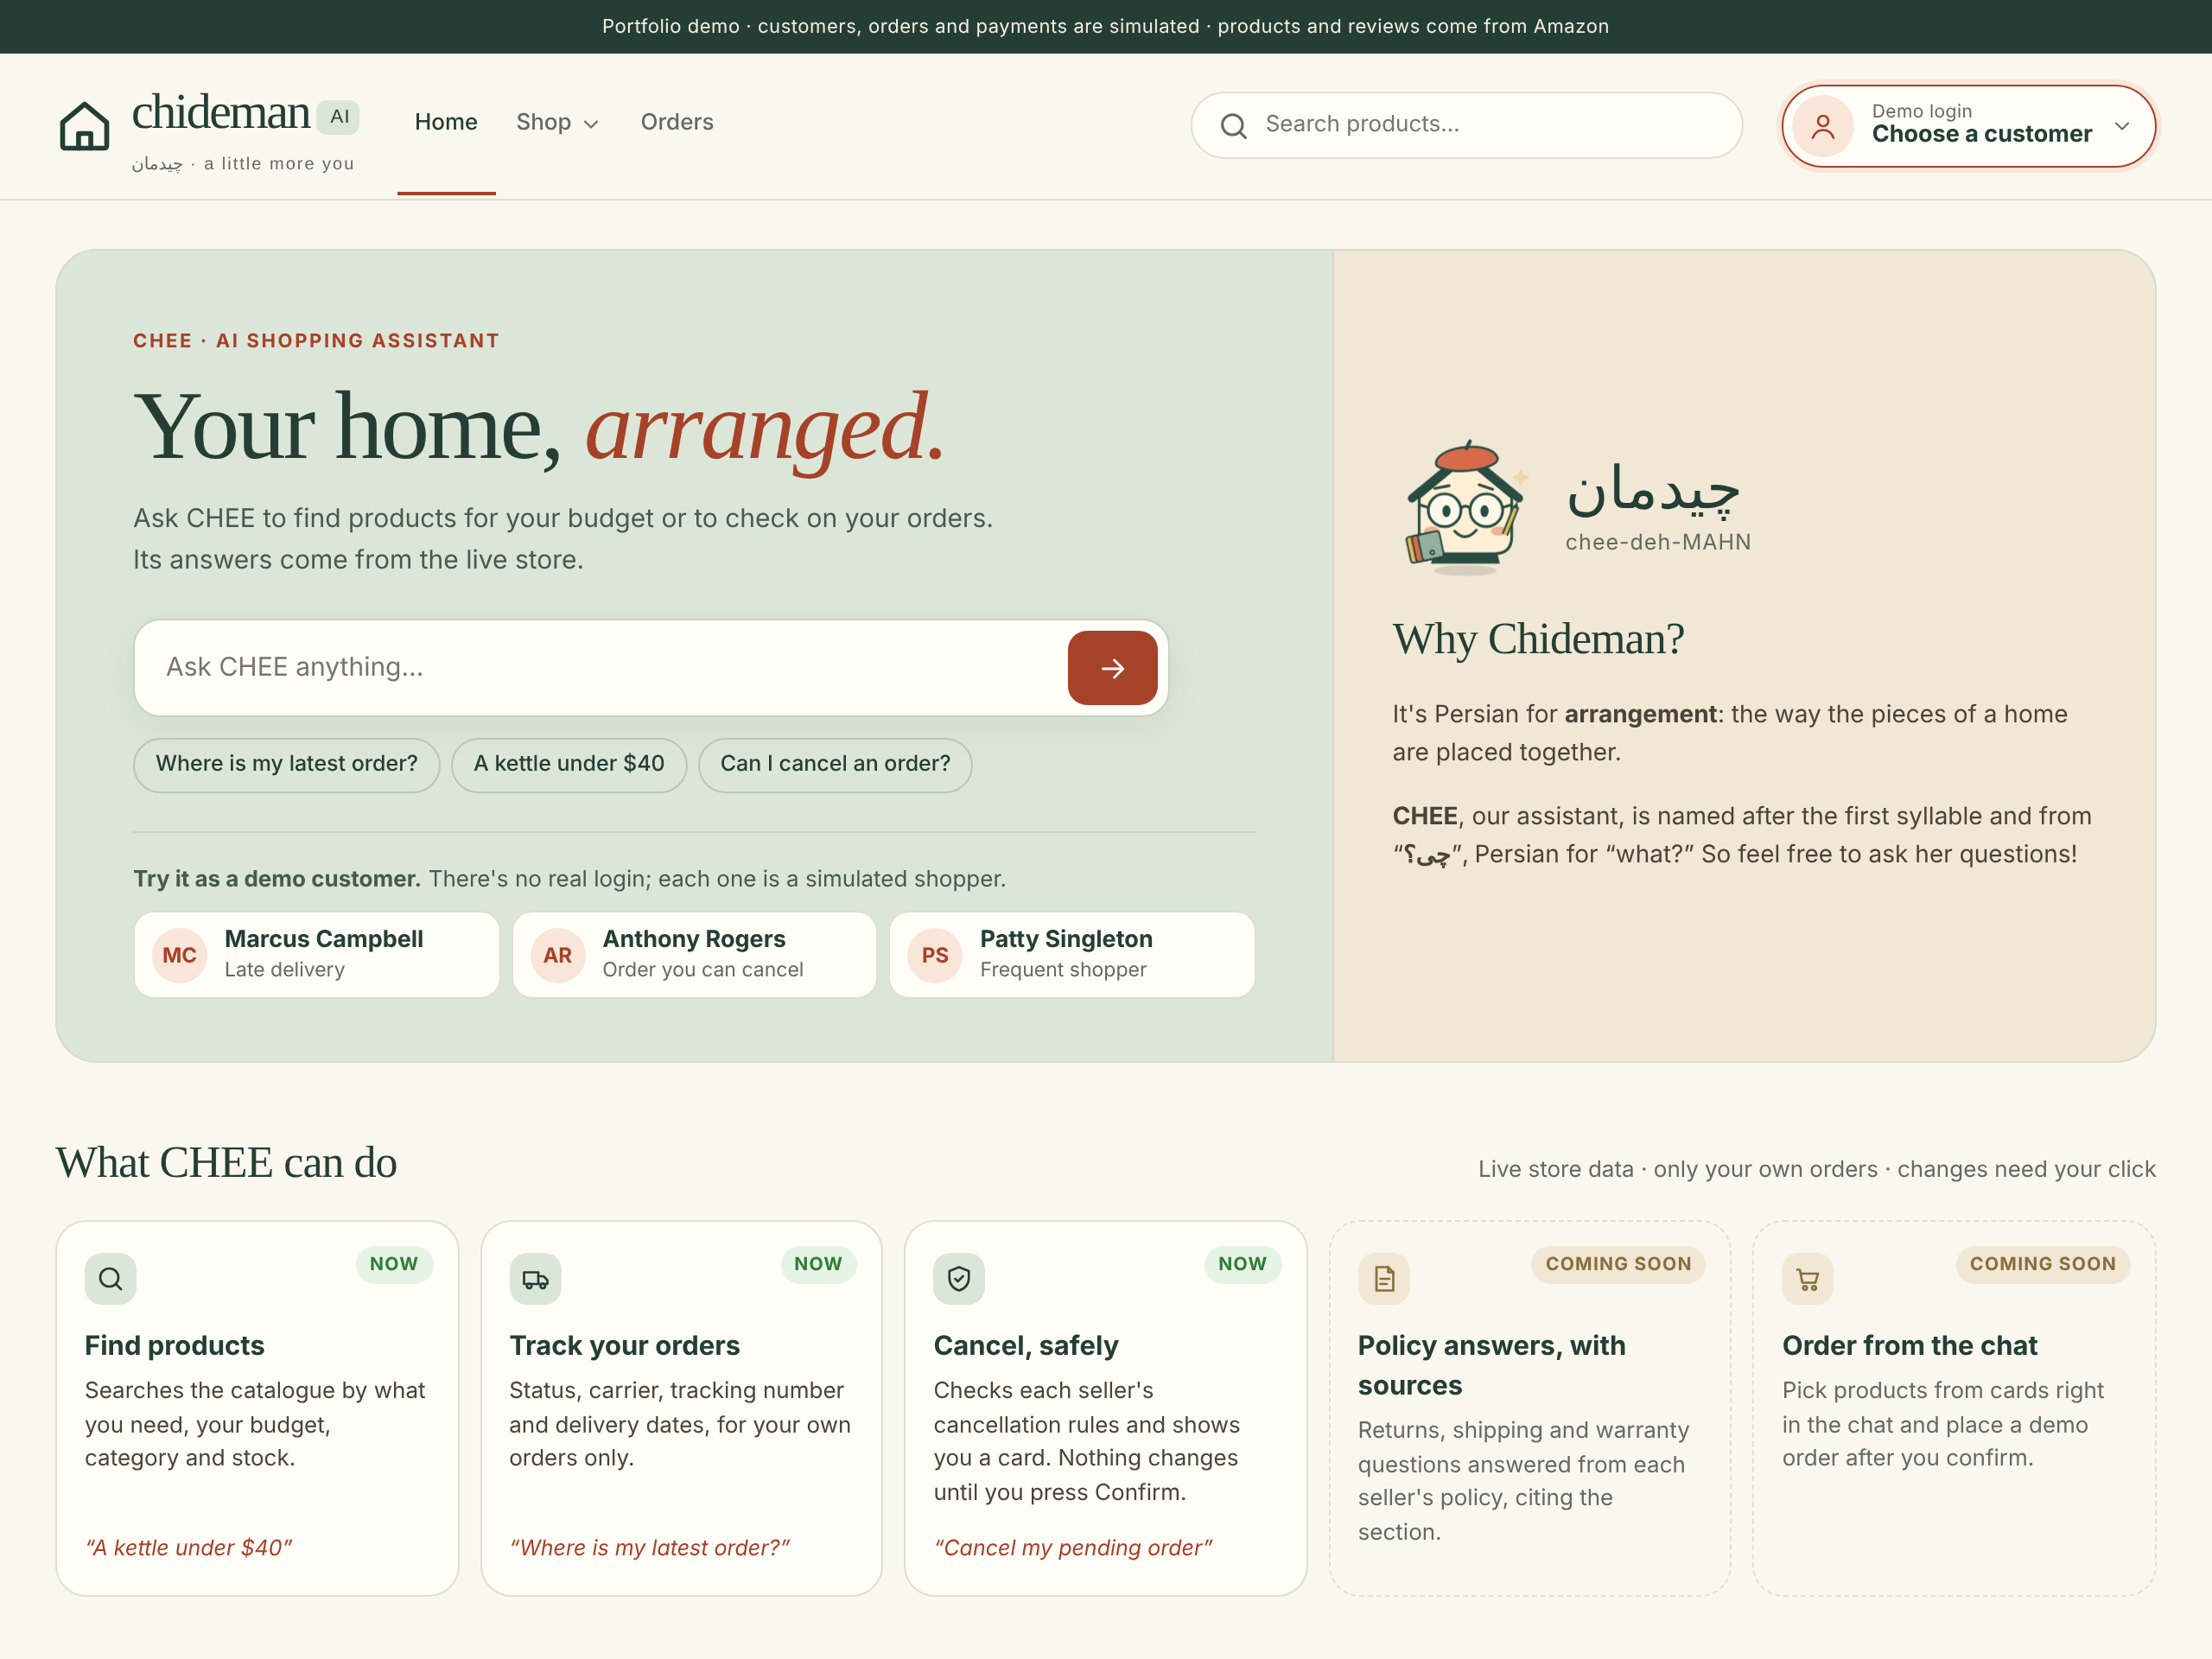 Portfolio demo · customers, orders and payments are simulated · products and reviews come from Amazon
chideman AI
چیدمان · a little more you
Home Shop Orders
Search products...
Demo login
Choose a customer
CHEE · AI SHOPPING ASSISTANT
Your home, arranged.
Ask CHEE to find products for your budget or to check on your orders.
Its answers come from the live store.
Ask CHEE anything...
Where is my latest order? A kettle under $40 Can I cancel an order?
Try it as a demo customer. There's no real login; each one is a simulated shopper.
MC Marcus Campbell
Late delivery
AR Anthony Rogers
Order you can cancel
PS Patty Singleton
Frequent shopper
چیدمان
chee-deh-MAHN
Why Chideman?
It's Persian for arrangement: the way the pieces of a home
are placed together.
CHEE, our assistant, is named after the first syllable and from
“چی؟”, Persian for “what?” So feel free to ask her questions!
What CHEE can do
Live store data · only your own orders · changes need your click
NOW
Find products
Searches the catalogue by what
you need, your budget,
category and stock.
“A kettle under $40”
NOW
Track your orders
Status, carrier, tracking number
and delivery dates, for your own
orders only.
“Where is my latest order?”
NOW
Cancel, safely
Checks each seller's
cancellation rules and shows
you a card. Nothing changes
until you press Confirm.
“Cancel my pending order”
COMING SOON
Policy answers, with
sources
Returns, shipping and warranty
questions answered from each
seller's policy, citing the
section.
COMING SOON
Order from the chat
Pick products from cards right
in the chat and place a demo
order after you confirm.